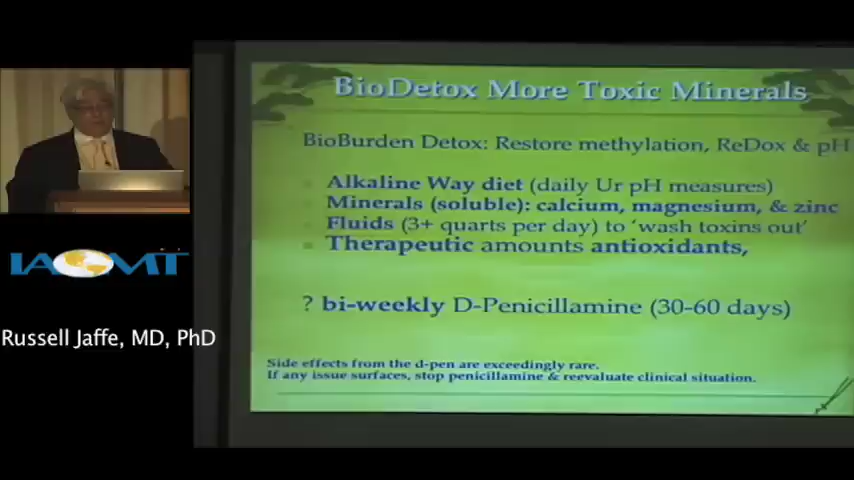 BioDetox More Toxic Minerals
BioBurden Detox: Restore methylation, ReDox & pH
Alkaline Way diet (daily Ur pH measures)
Minerals (soluble): calcium, magnesium, & zinc
Fluids (3+ quarts per day) to 'wash toxins out'
Therapeutic amounts antioxidants,
? bi-weekly D-Penicillamine (30-60 days)
Side effects from the d-pen are exceedingly rare.
If any issue surfaces, stop penicillamine & reevaluate clinical situation.
IAOMT
Russell Jaffe, MD, PhD